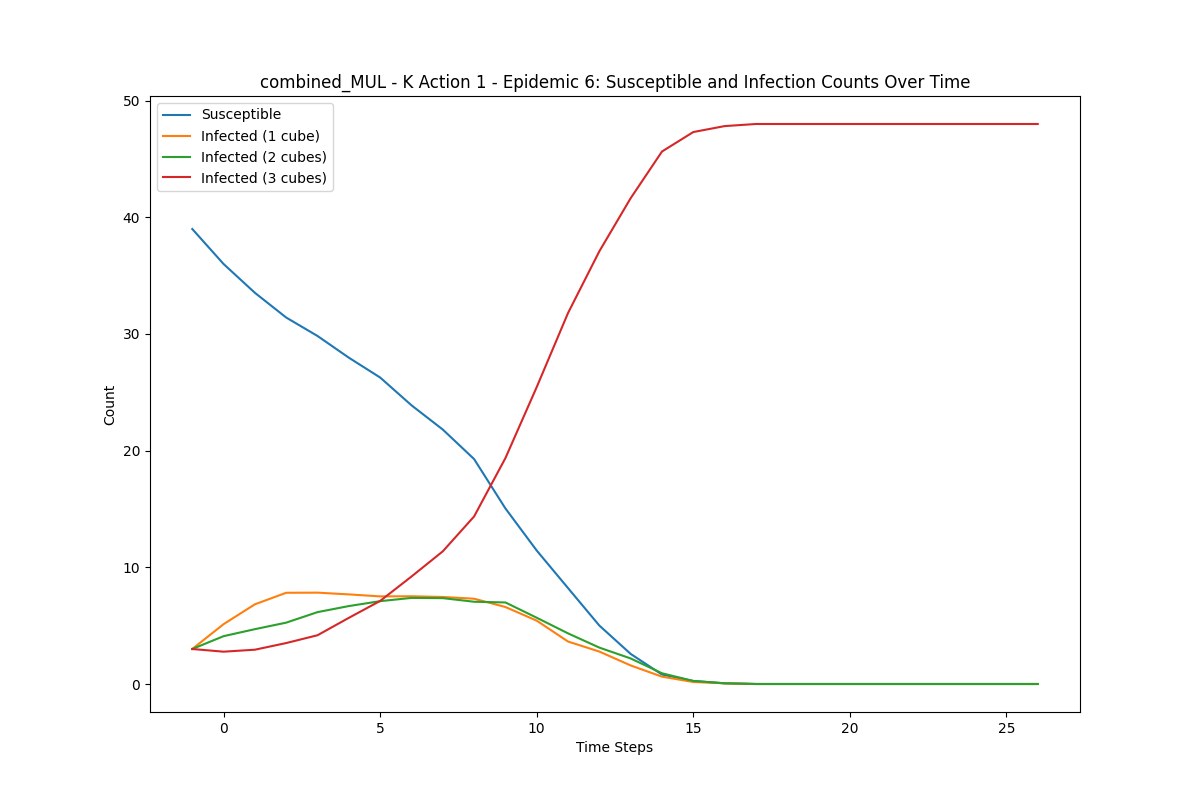 combined_MUL - K Action 1 - Epidemic 6: Susceptible and Infection Counts Over Time
Susceptible
Infected (1 cube)
Infected (2 cubes)
Infected (3 cubes)
50
40
30
20
10
0
Count
0 5 10 15 20 25
Time Steps